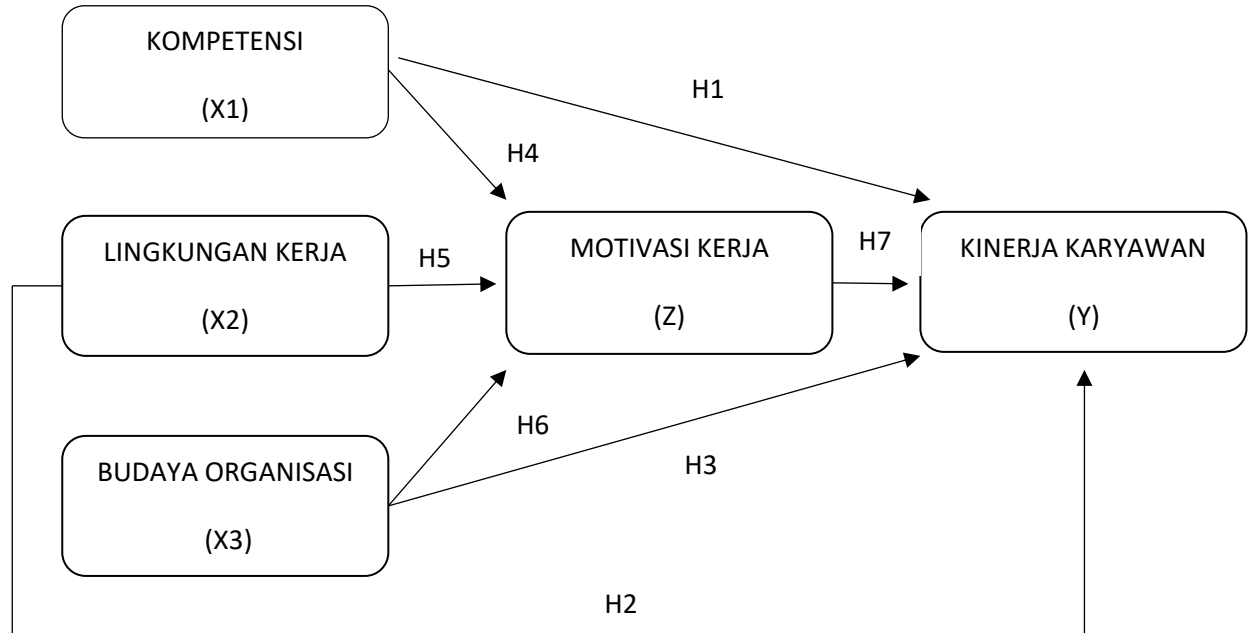 KOMPETENSI
(X1)
H1
H4
LINGKUNGAN KERJA
(X2)
H5
MOTIVASI KERJA
(Z)
H7
KINERJA KARYAWAN
(Y)
H6
H3
BUDAYA ORGANISASI
(X3)
H2